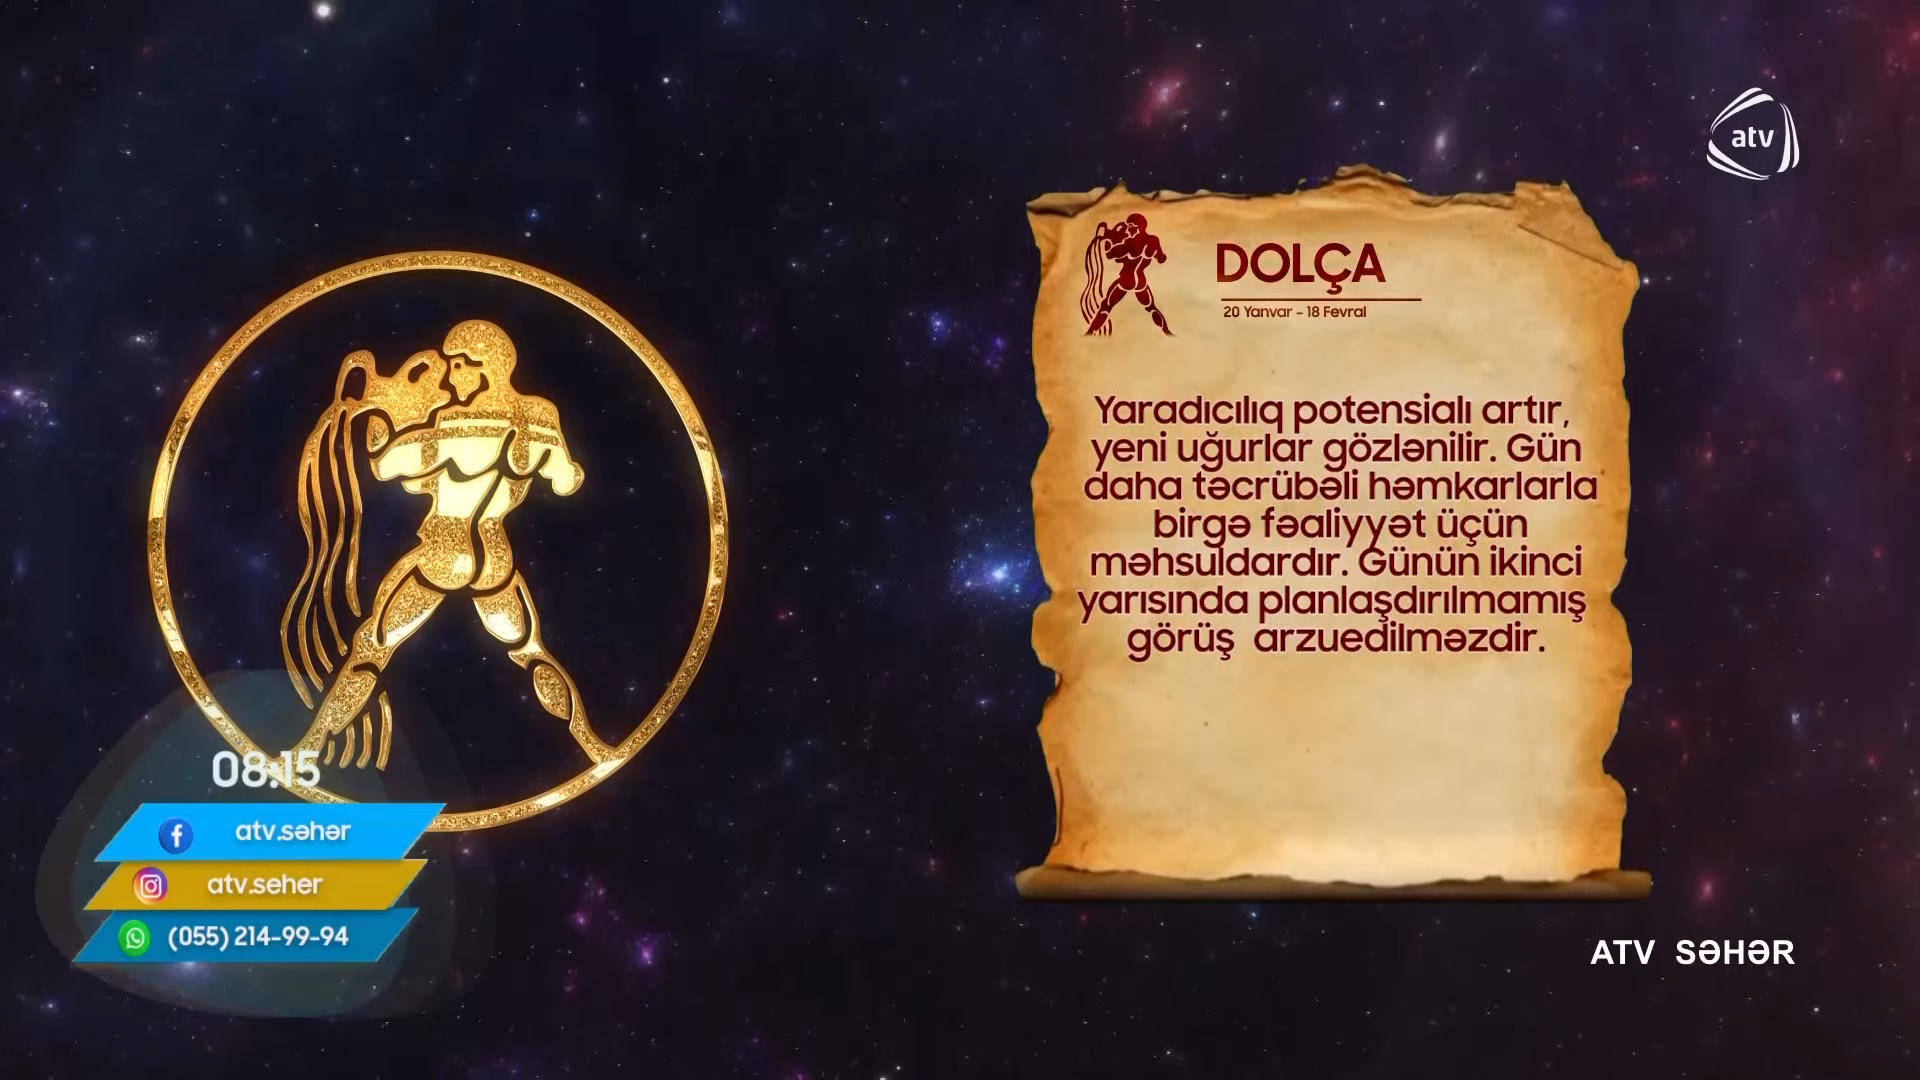 atv
DOLÇA
20 Yanvar - 18 Fevral
Yaradıcılıq potensialı artır,
yeni uğurlar gözlənilir. Gün
daha təcrübəli həmkarlarla
birgə fəaliyyət üçün
məhsuldardır. Günün ikinci
yarısında planlaşdırılmamış
görüş arzuedilməzdir.
08:15
atv.səhər
atv.seher
(055) 214-99-94
ATV SƏHƏR